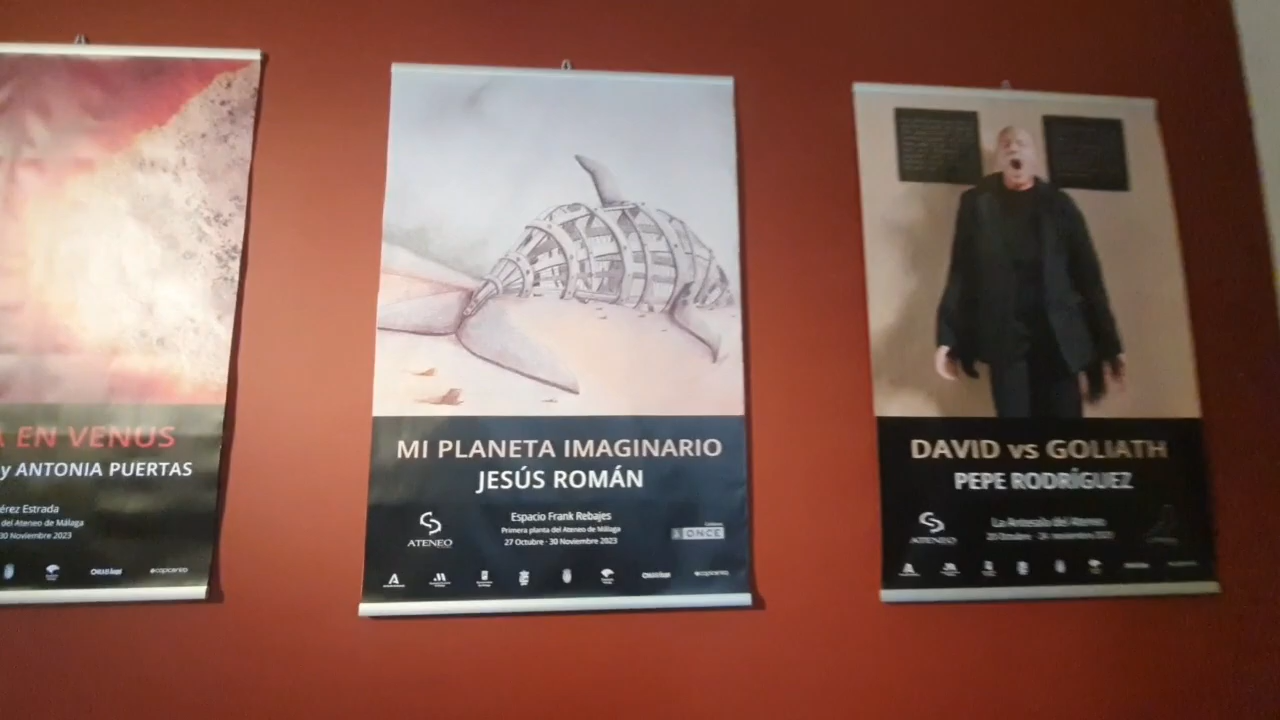 A EN VENUS
y ANTONIA PUERTAS
érez Estrada
del Ateneo de Málaga
30 Noviembre 2023
MI PLANETA IMAGINARIO
JESÚS ROMÁN
Espacio Frank Rebajes
Primera planta del Ateneo de Málaga
27 Octubre - 30 Noviembre 2023
ATENEO
ONCE
DAVID vs GOLIATH
PEPE RODRÍGUEZ
La Antesala del Ateneo
ATENEO